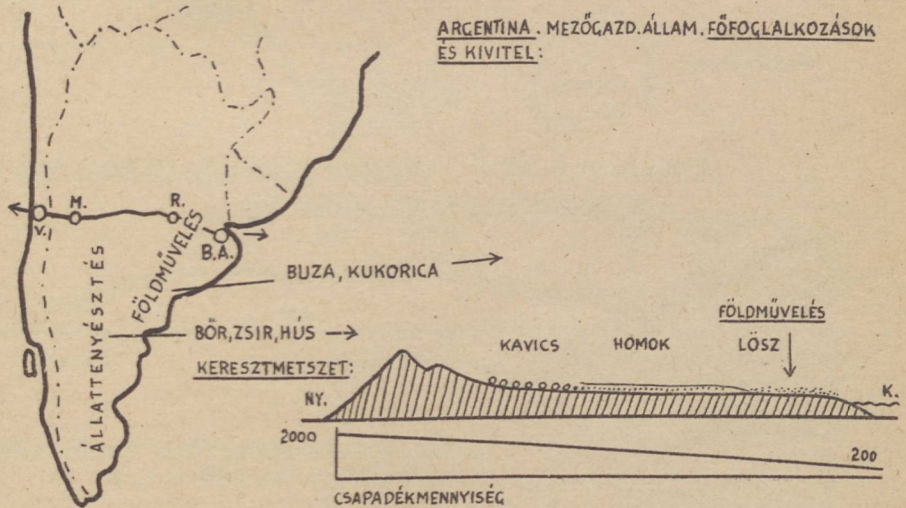 ARGENTINA. MEZŐGAZD. ÁLLAM. FŐFOGLALKOZÁSOK
ÉS KIVITEL:
V.
M.
R.
B.A.
ÁLLATTENYÉSZTÉS
FÖLDMŰVELÉS
BUZA, KUKORICA
BŐR, ZSIR, HÚS
KERESZTMETSZET:
FÖLDMŰVELÉS
KAVICS
HOMOK
LÖSZ
NY.
K.
2000
200
CSAPADÉKMENNYISÉG